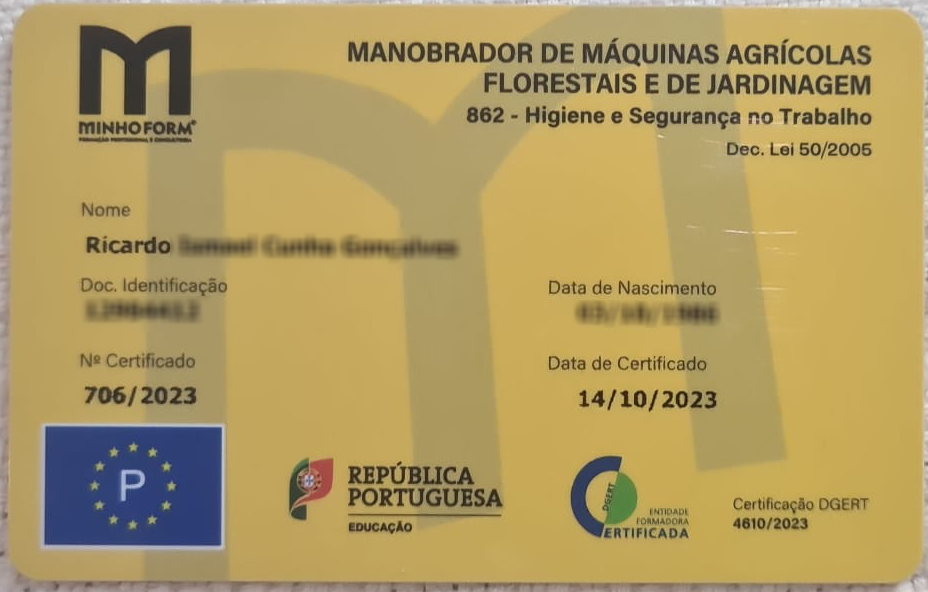 MINHOFORM
MANOBRADOR DE MÁQUINAS AGRÍCOLAS
FLORESTAIS E DE JARDINAGEM
862 - Higiene e Segurança no Trabalho
Dec. Lei 50/2005
Nome
Ricardo
Doc. Identificação
Data de Nascimento
Nº Certificado
706/2023
Data de Certificado
14/10/2023
P
REPÚBLICA
PORTUGUESA
EDUCAÇÃO
DGERT
ENTIDADE
FORMADORA
CERTIFICADA
Certificação DGERT
4610/2023